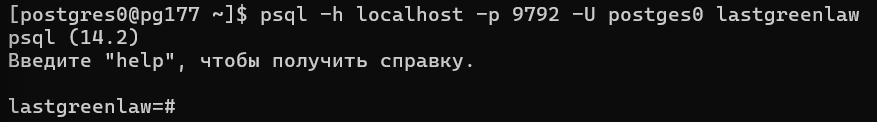 [postgres0@pg177 ~]$ psql -h localhost -p 9792 -U postges0 lastgreenlaw
psql (14.2)
Введите "help", чтобы получить справку.
lastgreenlaw=#